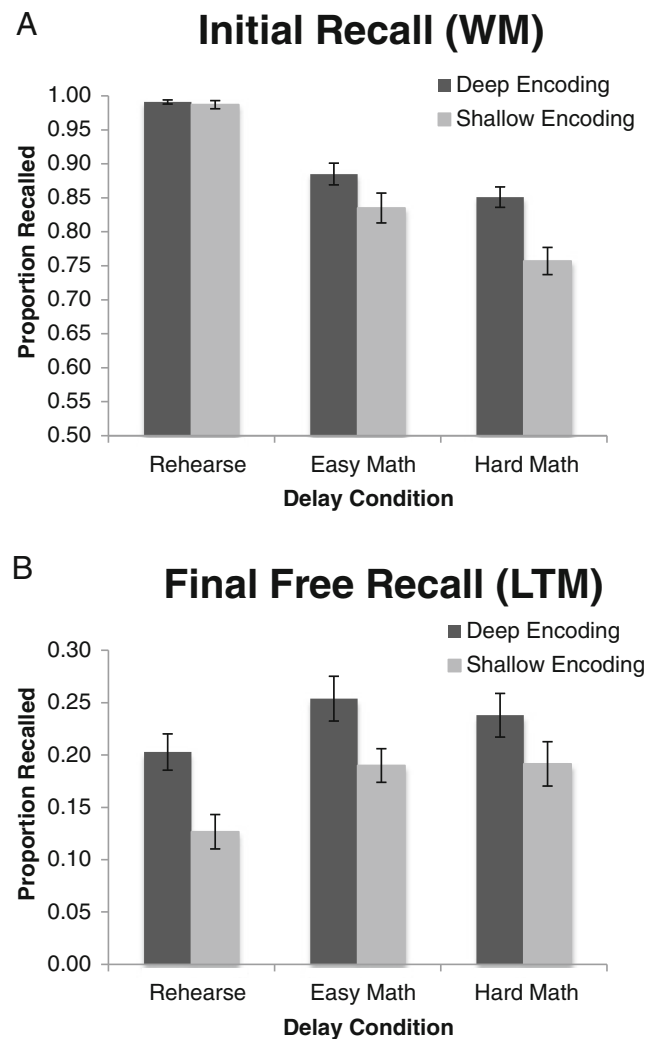 A
Initial Recall (WM)
Deep Encoding
Shallow Encoding
Proportion Recalled
1.00
0.95
0.90
0.85
0.80
0.75
0.70
0.65
0.60
0.55
0.50
Rehearse Easy Math Hard Math
Delay Condition
B
Final Free Recall (LTM)
Deep Encoding
Shallow Encoding
Proportion Recalled
0.30
0.25
0.20
0.15
0.10
0.05
0.00
Rehearse Easy Math Hard Math
Delay Condition